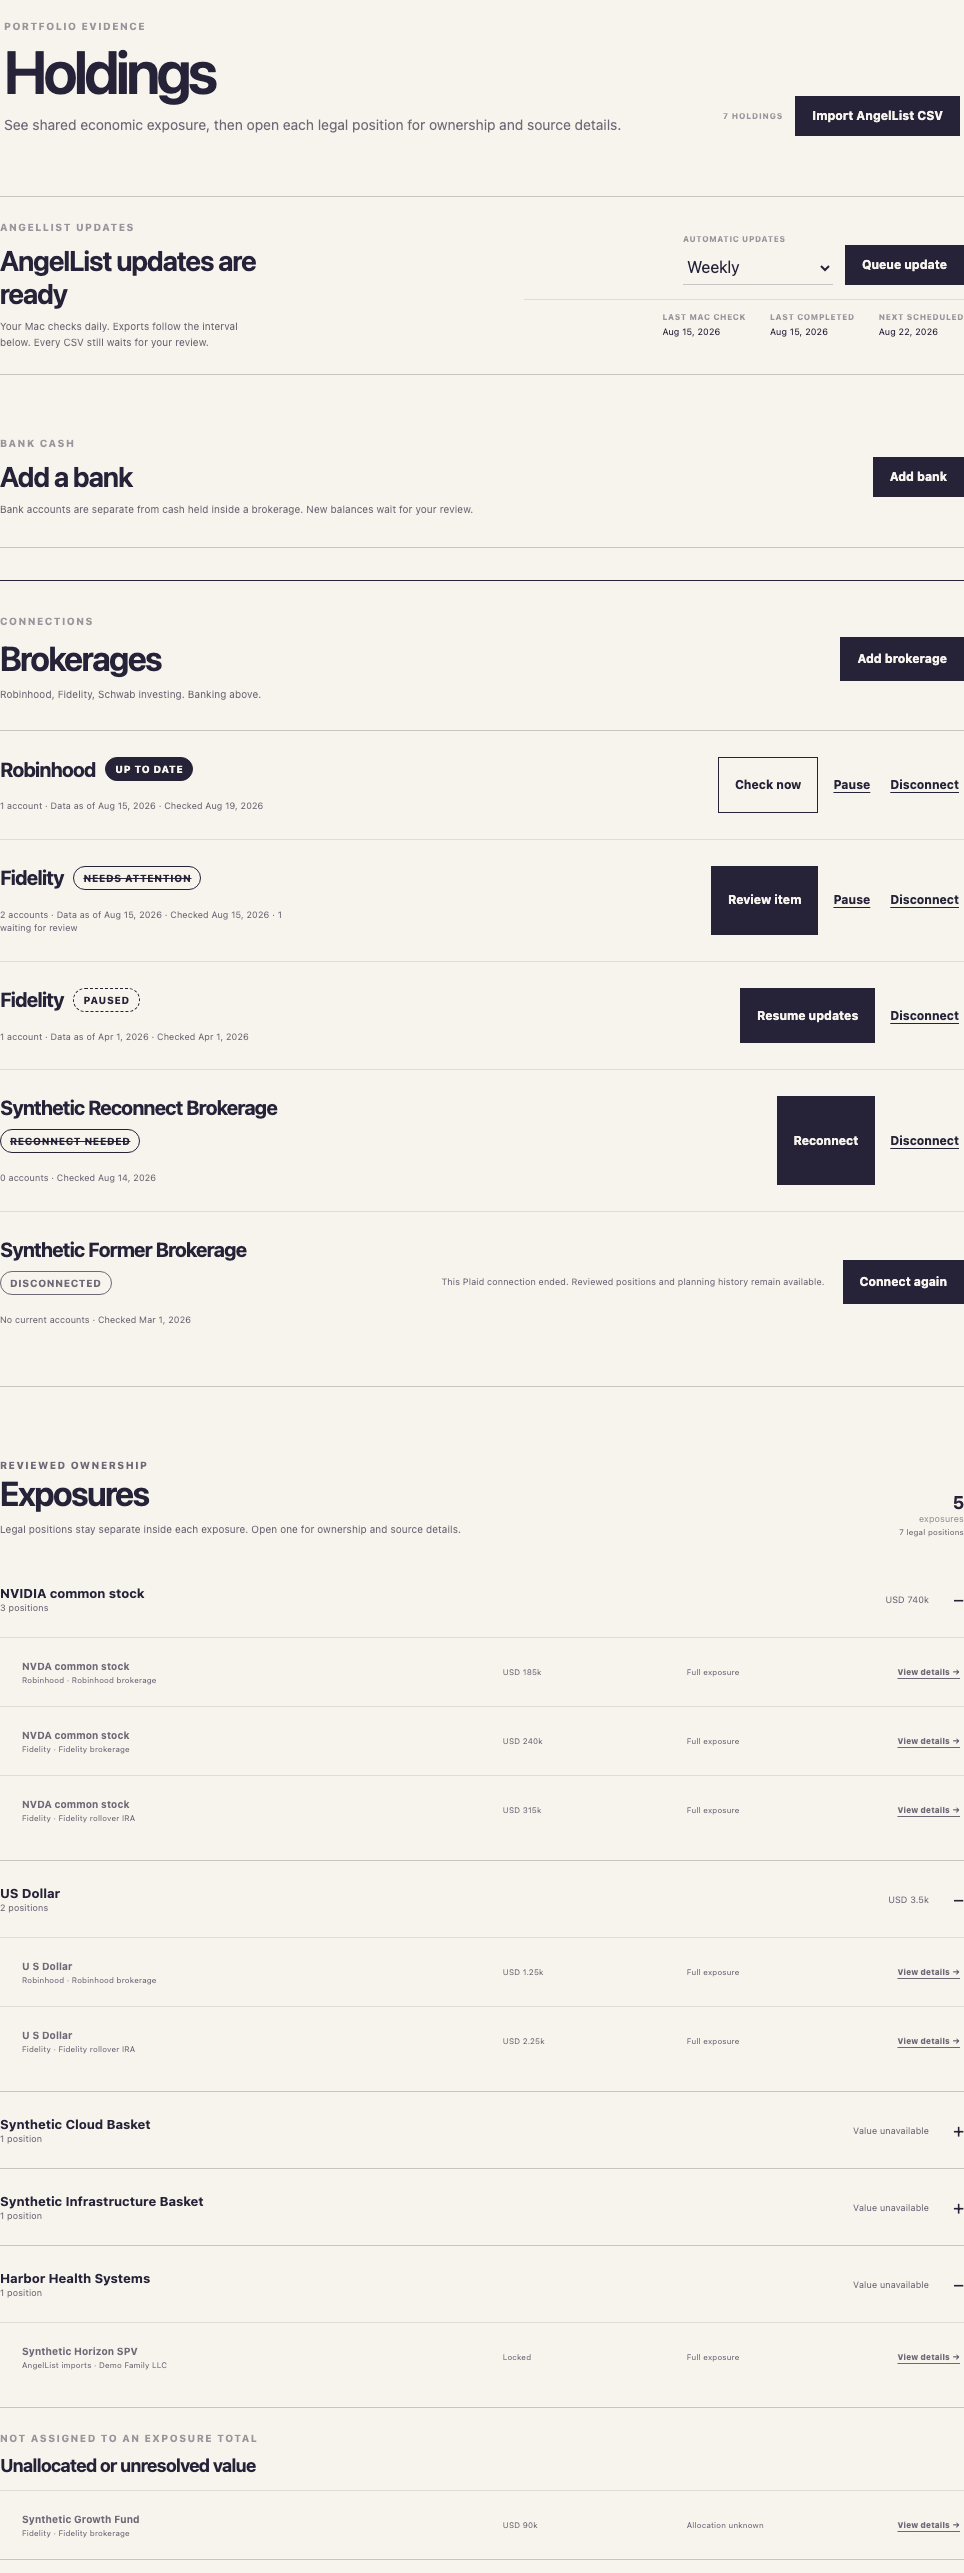 PORTFOLIO EVIDENCE
Holdings
See shared economic exposure, then open each legal position for ownership and source details.
7 HOLDINGS
Import AngelList CSV
ANGELLIST UPDATES
AngelList updates are
ready
Your Mac checks daily. Exports follow the interval
below. Every CSV still waits for your review.
AUTOMATIC UPDATES
Weekly
Queue update
LAST MAC CHECK LAST COMPLETED NEXT SCHEDULED
Aug 15, 2026 Aug 15, 2026 Aug 22, 2026
BANK CASH
Add a bank
Bank accounts are separate from cash held inside a brokerage. New balances wait for your review.
Add bank
CONNECTIONS
Brokerages
Robinhood, Fidelity, Schwab investing. Banking above.
Add brokerage
Robinhood UP TO DATE
1 account · Data as of Aug 15, 2026 · Checked Aug 19, 2026
Check now Pause Disconnect
Fidelity NEEDS ATTENTION
2 accounts · Data as of Aug 15, 2026 · Checked Aug 15, 2026 · 1
waiting for review
Review item Pause Disconnect
Fidelity PAUSED
1 account · Data as of Apr 1, 2026 · Checked Apr 1, 2026
Resume updates Disconnect
Synthetic Reconnect Brokerage
RECONNECT NEEDED
0 accounts · Checked Aug 14, 2026
Reconnect Disconnect
Synthetic Former Brokerage
DISCONNECTED
No current accounts · Checked Mar 1, 2026
This Plaid connection ended. Reviewed positions and planning history remain available.
Connect again
REVIEWED OWNERSHIP
Exposures
Legal positions stay separate inside each exposure. Open one for ownership and source details.
5
exposures
7 legal positions
NVIDIA common stock
3 positions
USD 740k −
NVDA common stock
Robinhood · Robinhood brokerage
USD 185k Full exposure View details →
NVDA common stock
Fidelity · Fidelity brokerage
USD 240k Full exposure View details →
NVDA common stock
Fidelity · Fidelity rollover IRA
USD 315k Full exposure View details →
US Dollar
2 positions
USD 3.5k −
U S Dollar
Robinhood · Robinhood brokerage
USD 1.25k Full exposure View details →
U S Dollar
Fidelity · Fidelity rollover IRA
USD 2.25k Full exposure View details →
Synthetic Cloud Basket
1 position
Value unavailable +
Synthetic Infrastructure Basket
1 position
Value unavailable +
Harbor Health Systems
1 position
Value unavailable −
Synthetic Horizon SPV
AngelList imports · Demo Family LLC
Locked Full exposure View details →
NOT ASSIGNED TO AN EXPOSURE TOTAL
Unallocated or unresolved value
Synthetic Growth Fund
Fidelity · Fidelity brokerage
USD 90k Allocation unknown View details →